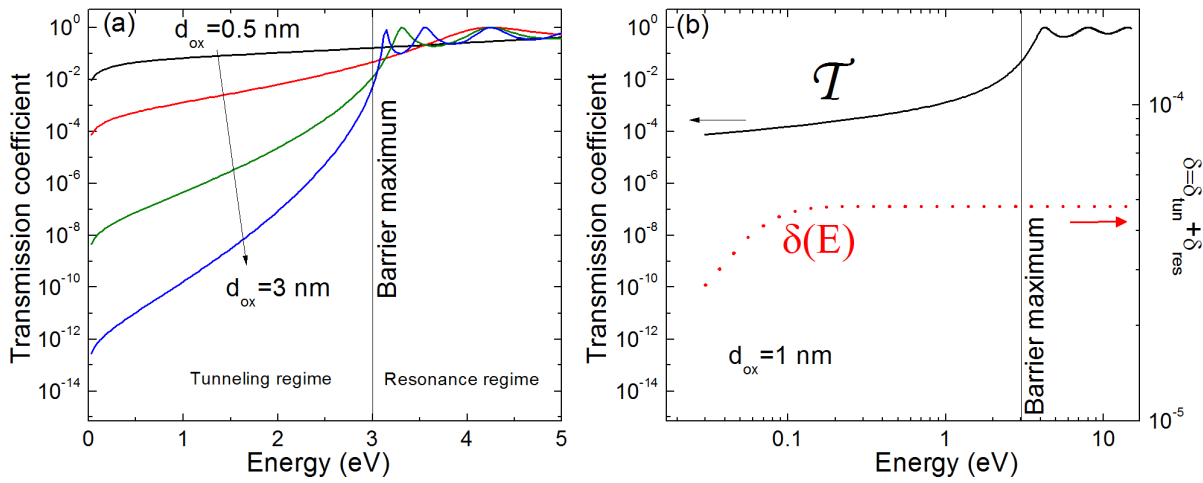 (a)
d_ox=0.5 nm
d_ox=3 nm
Barrier maximum
Tunneling regime
Resonance regime
Transmission coefficient
10^0
10^-2
10^-4
10^-6
10^-8
10^-10
10^-12
10^-14
0
1
2
3
4
5
Energy (eV)
(b)
T
δ(E)
d_ox=1 nm
Barrier maximum
Transmission coefficient
10^0
10^-2
10^-4
10^-6
10^-8
10^-10
10^-12
10^-14
0.1
1
10
Energy (eV)
10^-4
10^-5
δ=δ_tun + δ_res